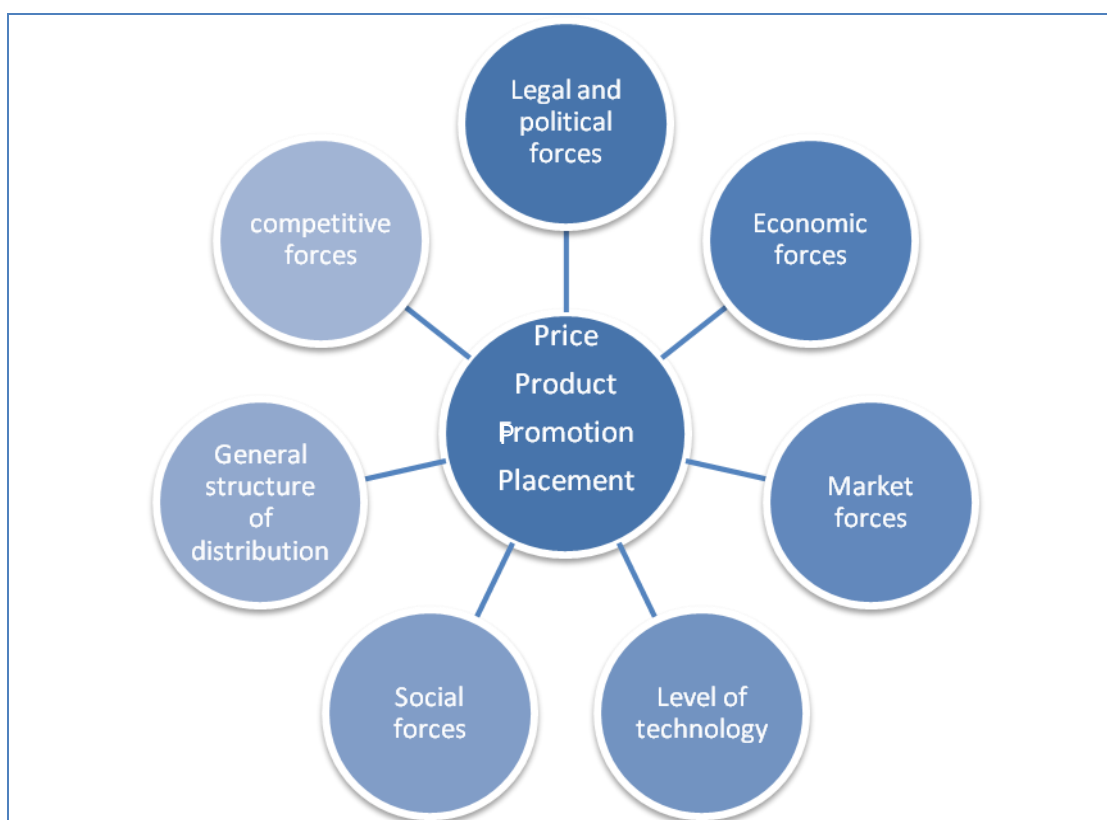 Legal and
political
forces
Economic
forces
Market
forces
Level of
technology
Social
forces
General
structure
of
distribution
competitive
forces
Price
Product
Promotion
Placement